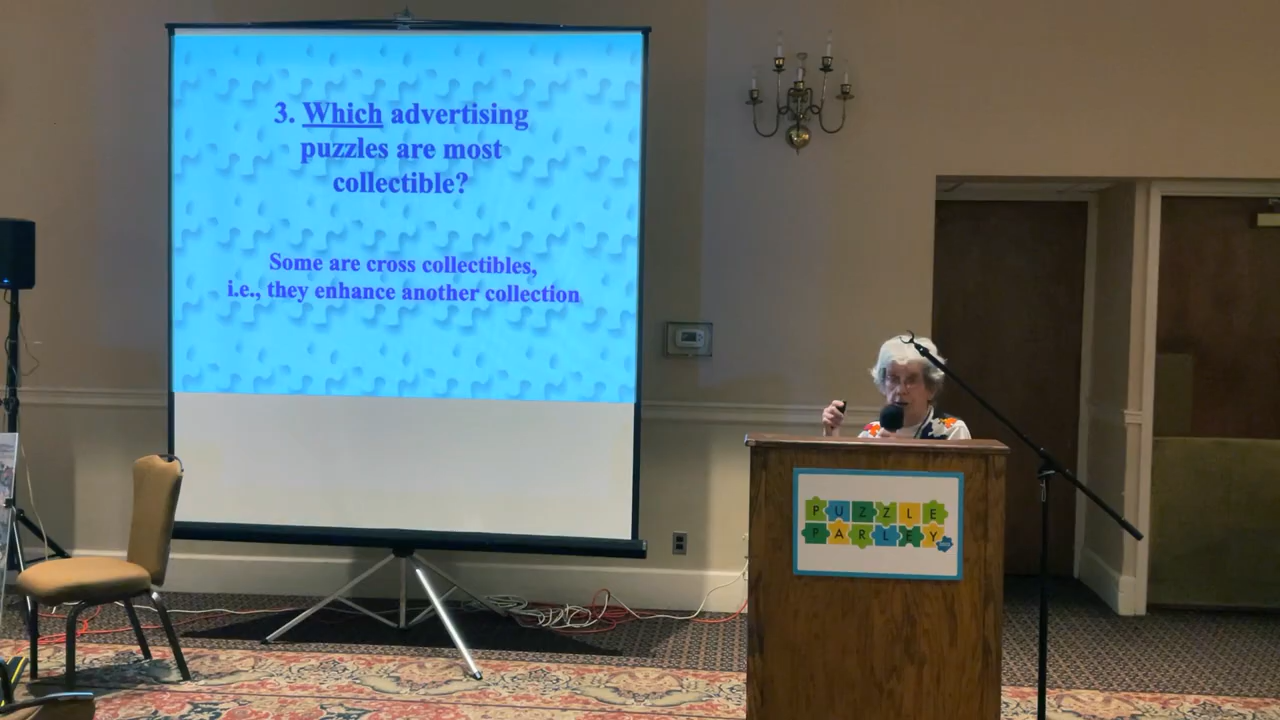 3. Which advertising
puzzles are most
collectible?
Some are cross collectibles,
i.e., they enhance another collection
PUZZLE
PARLEY